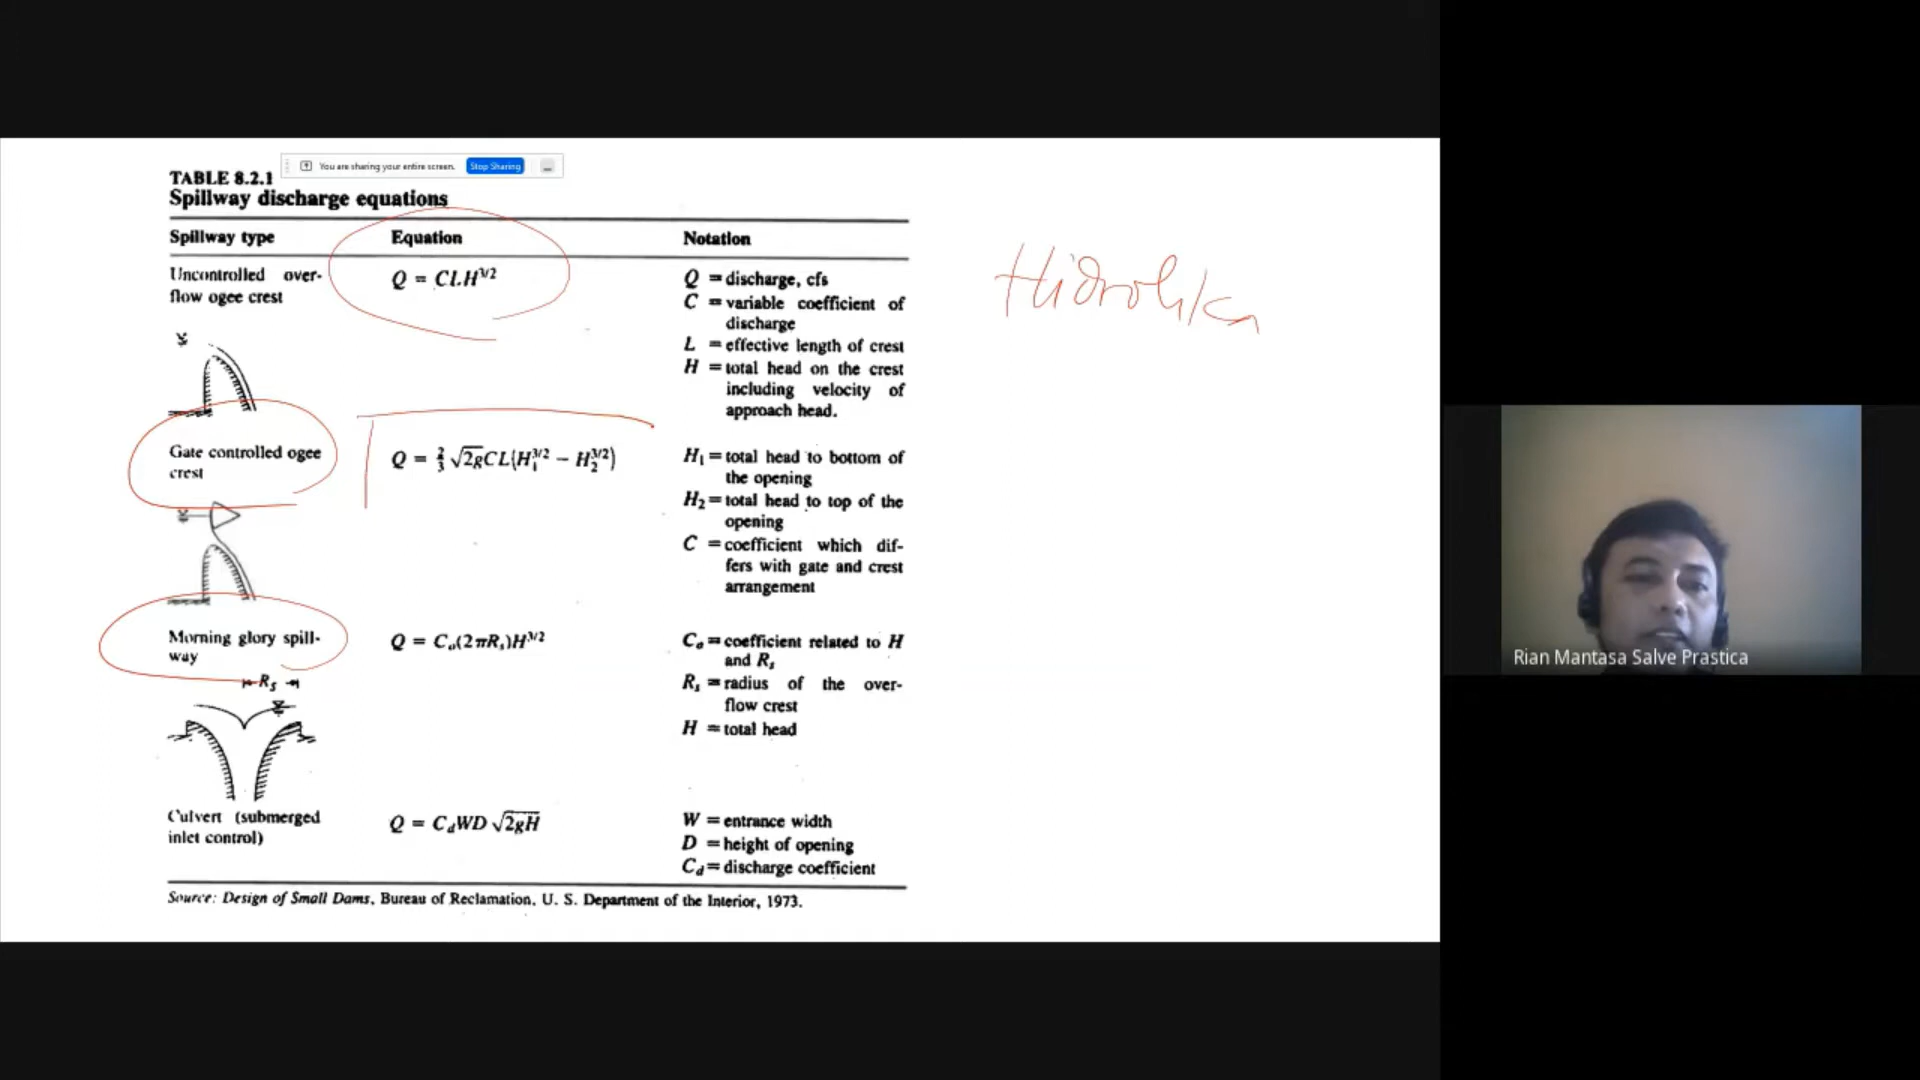 You are sharing your entire screen. Stop Sharing
TABLE 8.2.1
Spillway discharge equations
Spillway type Equation Notation
Uncontrolled over-
flow ogee crest
Q = CLH^3/2
Q = discharge, cfs
C = variable coefficient of
discharge
L = effective length of crest
H = total head on the crest
including velocity of
approach head.
Gate controlled ogee
crest
Q = 2/3 √2g CL(H₁^3/2 − H₂^3/2)
H₁ = total head to bottom of
the opening
H₂ = total head to top of the
opening
C = coefficient which dif-
fers with gate and crest
arrangement
Morning glory spill-
way
Rs
Q = Cₒ(2πRs)H^3/2
Cₒ = coefficient related to H
and Rs
Rs = radius of the over-
flow crest
H = total head
Culvert (submerged
inlet control)
Q = CdWD √2gH
W = entrance width
D = height of opening
Cd = discharge coefficient
Source: Design of Small Dams, Bureau of Reclamation, U. S. Department of the Interior, 1973.
Rian Mantasa Salve Prastica